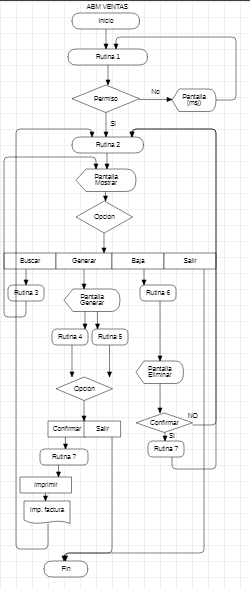 ABM VENTAS
Inicio
Rutina 1
Permiso
No
Pantalla
(msj)
Si
Rutina 2
Pantalla
Mostrar
Opcion
Buscar
Generar
Baja
Salir
Rutina 3
Pantalla
Generar
Rutina 6
Rutina 4
Rutina 5
Pantalla
Eliminar
Opcion
Confirmar
NO
SI
Confirmar
Salir
Rutina 7
Rutina 7
Imprimir
Imp. factura
Fin